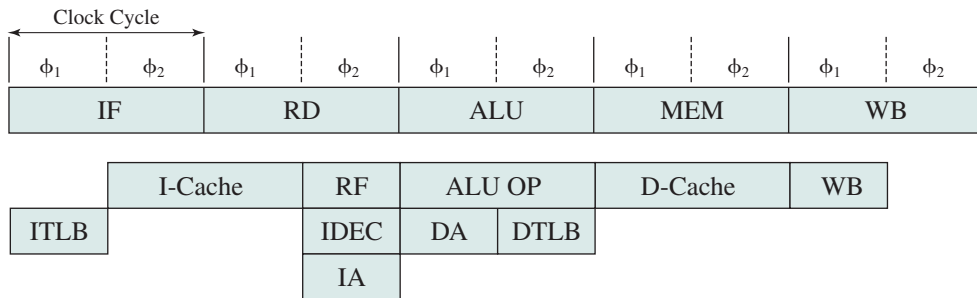 Clock Cycle
ϕ1 ϕ2 ϕ1 ϕ2 ϕ1 ϕ2 ϕ1 ϕ2 ϕ1 ϕ2
IF RD ALU MEM WB
I-Cache RF ALU OP D-Cache WB
ITLB IDEC DA DTLB
IA